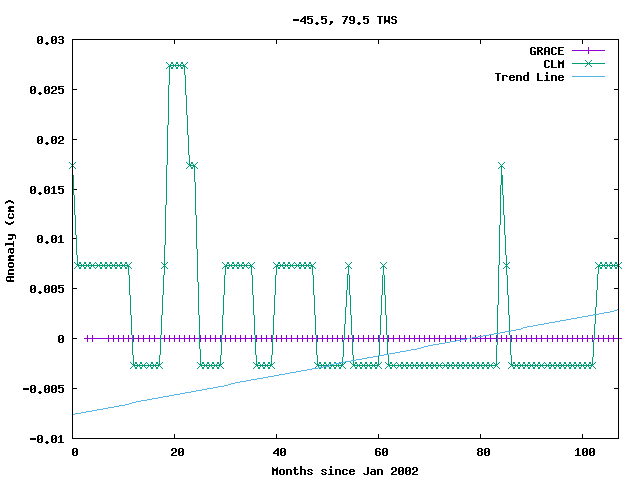 -45.5, 79.5 TWS
GRACE
CLM
Trend Line
0.03
0.025
0.02
0.015
0.01
0.005
0
-0.005
-0.01
Anomaly (cm)
0 20 40 60 80 100
Months since Jan 2002